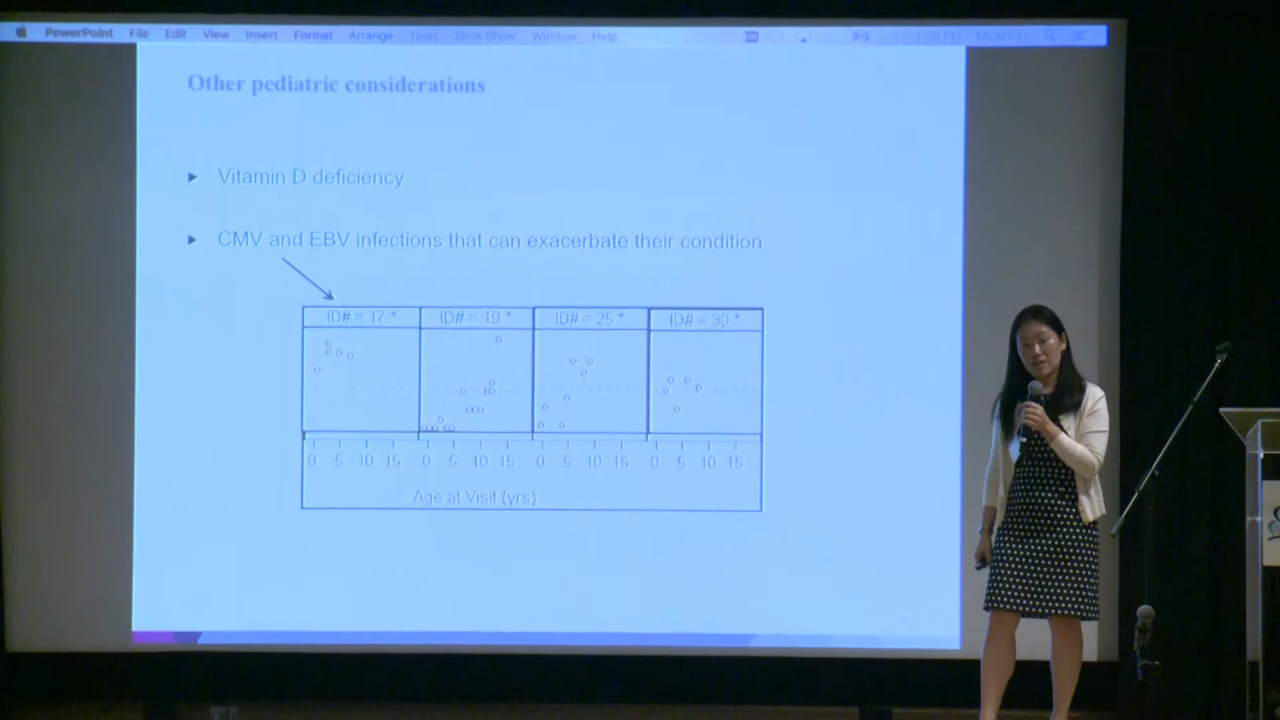 PowerPoint File Edit View Insert Format Arrange Tools Slide Show Window Help
Other pediatric considerations
Vitamin D deficiency
CMV and EBV infections that can exacerbate their condition
ID# = 17 * ID# = 19 * ID# = 25 * ID# = 30 *
0 5 10 15 0 5 10 15 0 5 10 15 0 5 10 15
Age at Visit (yrs)